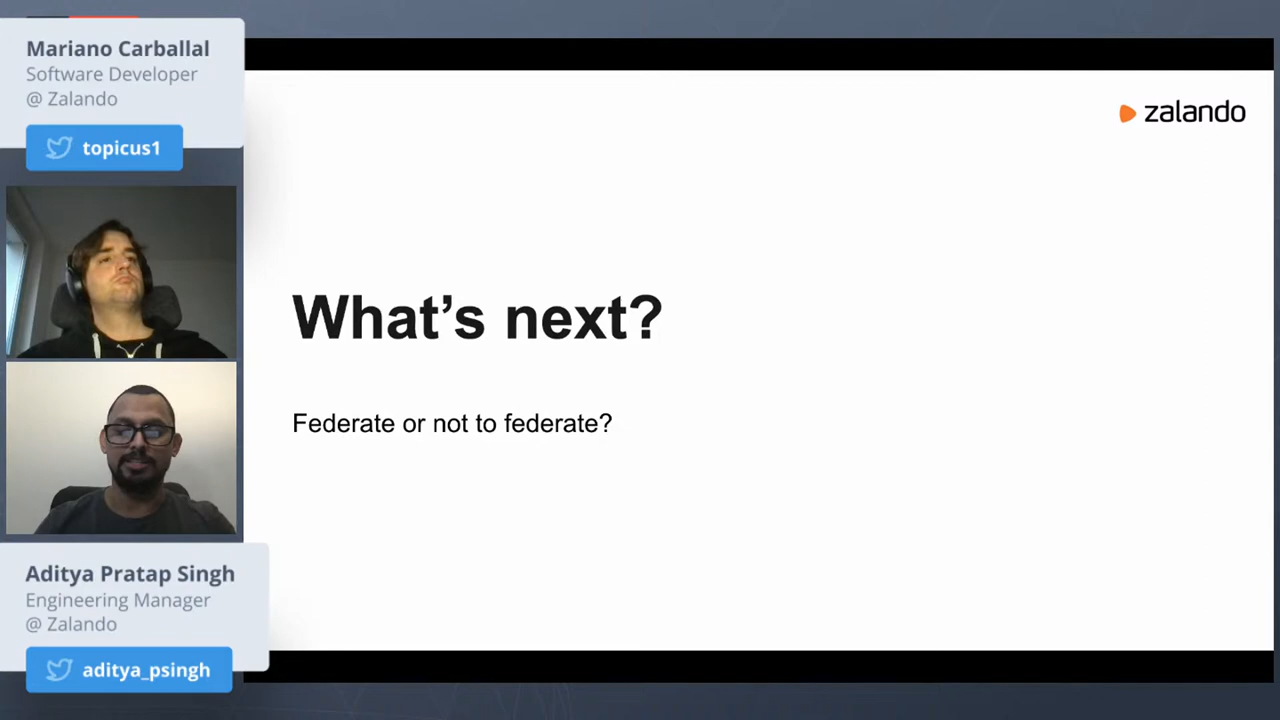 Mariano Carballal
Software Developer
@ Zalando
topicus1
zalando
What's next?
Federate or not to federate?
Aditya Pratap Singh
Engineering Manager
@ Zalando
aditya_psingh